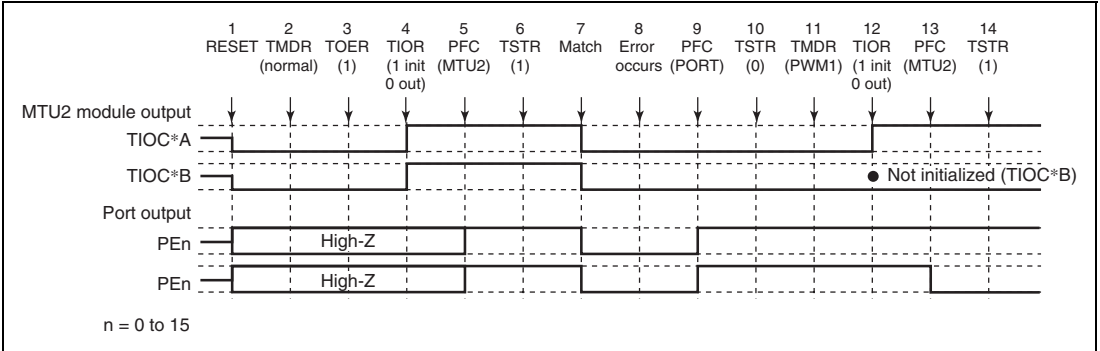 1 2 3 4 5 6 7 8 9 10 11 12 13 14
RESET TMDR TOER TIOR PFC TSTR Match Error PFC TSTR TMDR TIOR PFC TSTR
(normal) (1) (1 init (MTU2) (1) occurs (PORT) (0) (PWM1) (1 init (MTU2) (1)
0 out) 0 out)
MTU2 module output
TIOC*A
TIOC*B
● Not initialized (TIOC*B)
Port output
PEn High-Z
PEn High-Z
n = 0 to 15